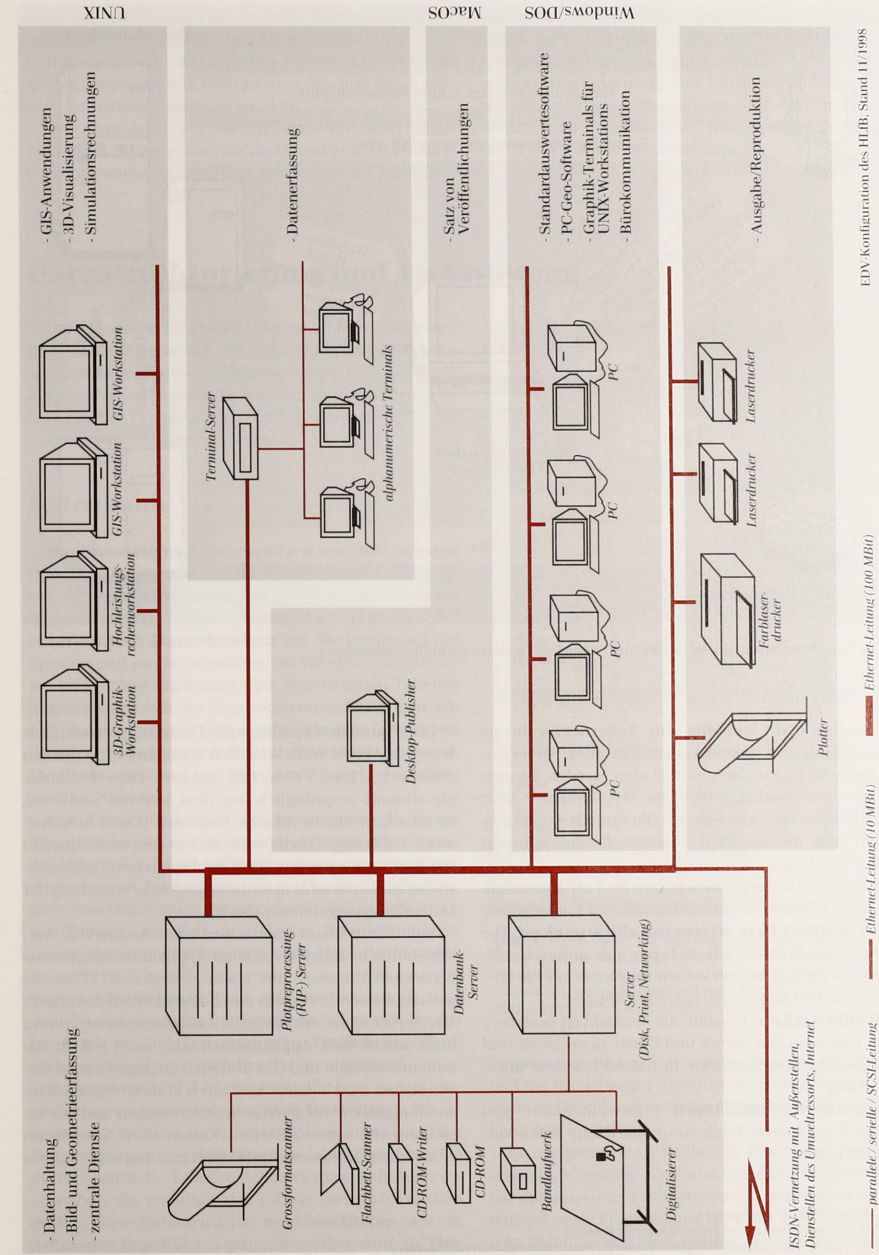 - Datenhaltung
- Bild- und Geometrieerfassung
- zentrale Dienste
Grossformatscanner
Flachbett-Scanner
CD-ROM-Writer
CD-ROM
Bandlaufwerk
Digitalisierer
Plotpreprocessing-
(RIP-) Server
Datenbank-
Server
Server
(Disk, Print, Networking)
ISDN-Vernetzung mit Außenstellen,
Dienststellen des Umweltressorts, Internet
3D-Graphik-
Workstation
Hochleistungs-
rechenworkstation
GIS-Workstation
GIS-Workstation
- GIS-Anwendungen
- 3D-Visualisierung
- Simulationsrechnungen
UNIX
Terminal-Server
alphanumerische Terminals
- Datenerfassung
Desktop-Publisher
- Satz von
Veröffentlichungen
MacOS
PC
PC
PC
PC
- Standardauswertesoftware
- PC-Geo-Software
- Graphik-Terminals für
UNIX-Workstations
- Bürokommunikation
Windows/DOS
Plotter
Farblaser-
drucker
Laserdrucker
Laserdrucker
- Ausgabe/Reproduktion
parallele / serielle / SCSI-Leitung
Ethernet-Leitung (10 MBit)
Ethernet-Leitung (100 MBit)
EDV-Konfiguration des HLfB, Stand 11/1998